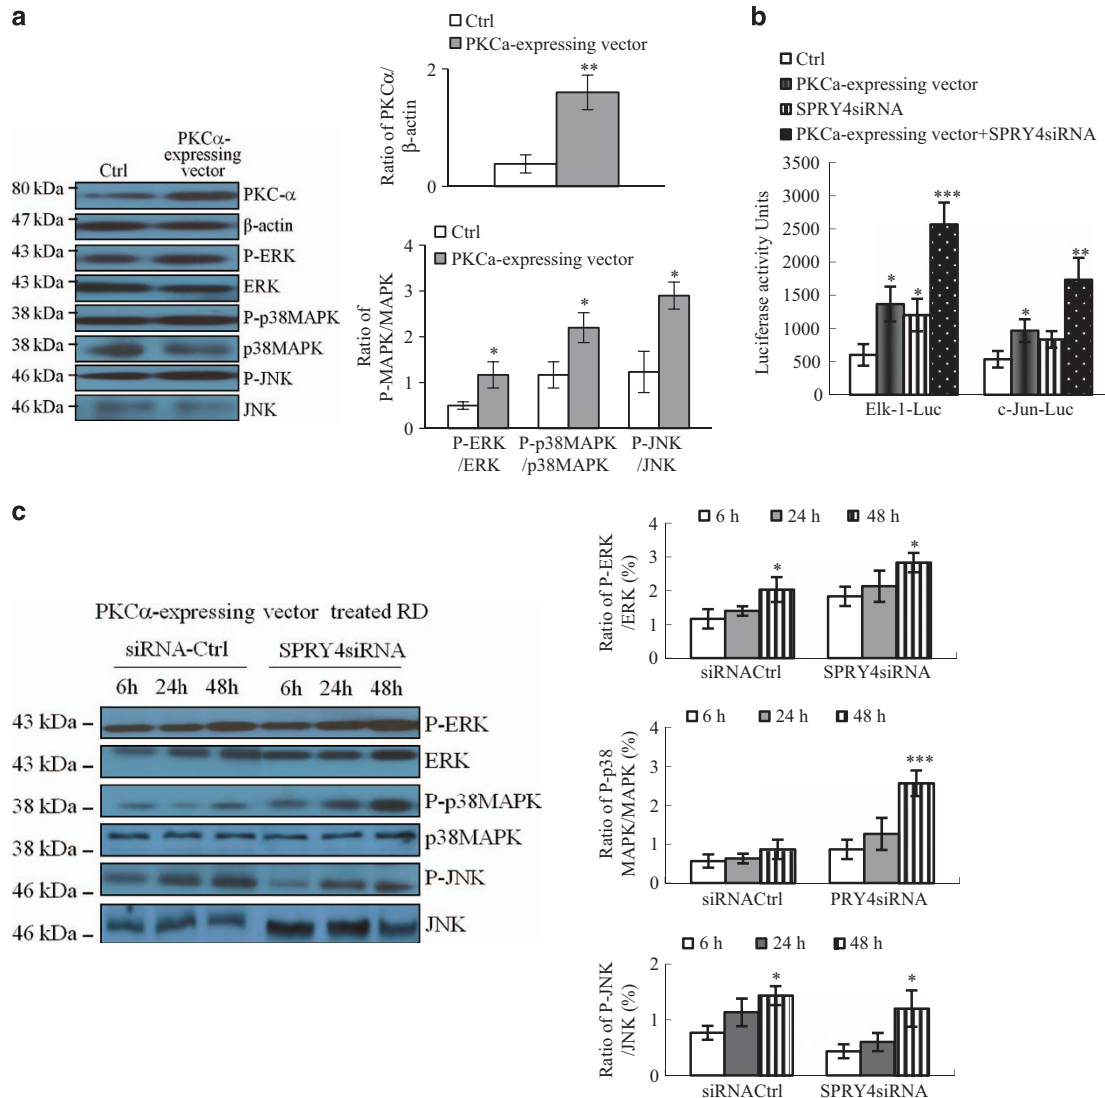 a
PKCα-
expressing
vector
Ctrl
80 kDa
PKC-α
47 kDa
β-actin
43 kDa
P-ERK
43 kDa
ERK
38 kDa
P-p38MAPK
38 kDa
p38MAPK
46 kDa
P-JNK
46 kDa
JNK
Ctrl
PKCa-expressing vector
Ratio of PKCα/
β-actin
2
0
**
Ctrl
PKCa-expressing vector
Ratio of
P-MAPK/MAPK
4
3
2
1
0
*
*
*
P-ERK
/ERK
P-p38MAPK
/p38MAPK
P-JNK
/JNK
b
Ctrl
PKCa-expressing vector
SPRY4siRNA
PKCa-expressing vector+SPRY4siRNA
Luciferase activity Units
3500
3000
2500
2000
1500
1000
500
0
*
*
***
*
**
Elk-1-Luc
c-Jun-Luc
c
PKCα-expressing vector treated RD
siRNA-Ctrl
SPRY4siRNA
6h 24h 48h
6h 24h 48h
43 kDa
P-ERK
43 kDa
ERK
38 kDa
P-p38MAPK
38 kDa
p38MAPK
46 kDa
P-JNK
46 kDa
JNK
6 h 24 h 48 h
Ratio of P-ERK
/ERK (%)
4
3
2
1
0
*
*
siRNACtrl
SPRY4siRNA
6 h 24 h 48 h
Ratio of P-p38
MAPK/MAPK (%)
4
3
2
1
0
***
siRNACtrl
PRY4siRNA
6 h 24 h 48 h
Ratio of P-JNK
/JNK (%)
2
1
0
*
*
siRNACtrl
SPRY4siRNA